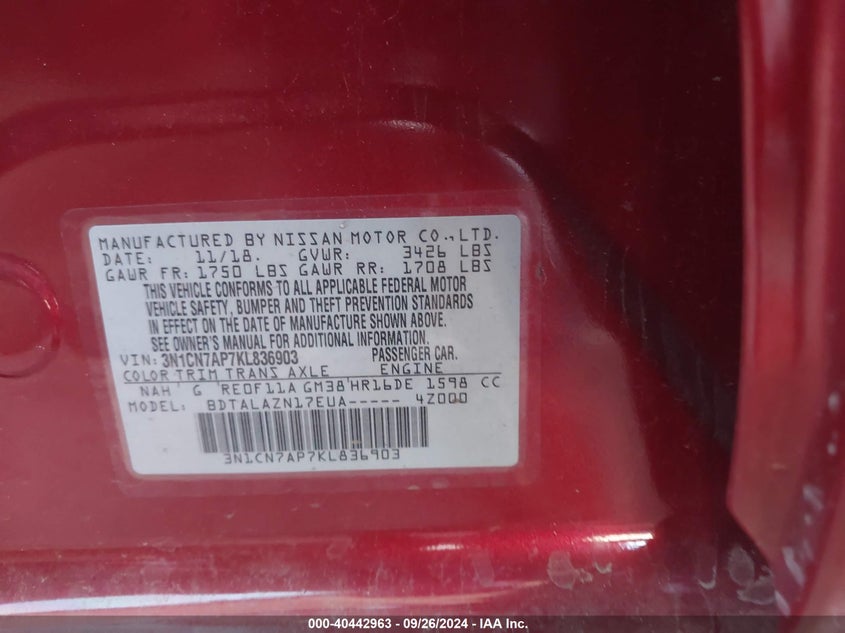 MANUFACTURED BY NISSAN MOTOR CO.,LTD.
DATE: 11/18. GVWR: 3426 LBS
GAWR FR: 1750 LBS GAWR RR: 1708 LBS
THIS VEHICLE CONFORMS TO ALL APPLICABLE FEDERAL MOTOR
VEHICLE SAFETY, BUMPER AND THEFT PREVENTION STANDARDS
IN EFFECT ON THE DATE OF MANUFACTURE SHOWN ABOVE.
SEE OWNER'S MANUAL FOR ADDITIONAL INFORMATION.
VIN: 3N1CN7AP7KL836903 PASSENGER CAR.
COLOR TRIM TRANS AXLE ENGINE
NAH G RE0F11A GM38 HR16DE 1598 CC
MODEL: BDTALAZN17EUA----- 4Z000
3N1CN7AP7KL836903
000-40442963 - 09/26/2024 - IAA Inc.